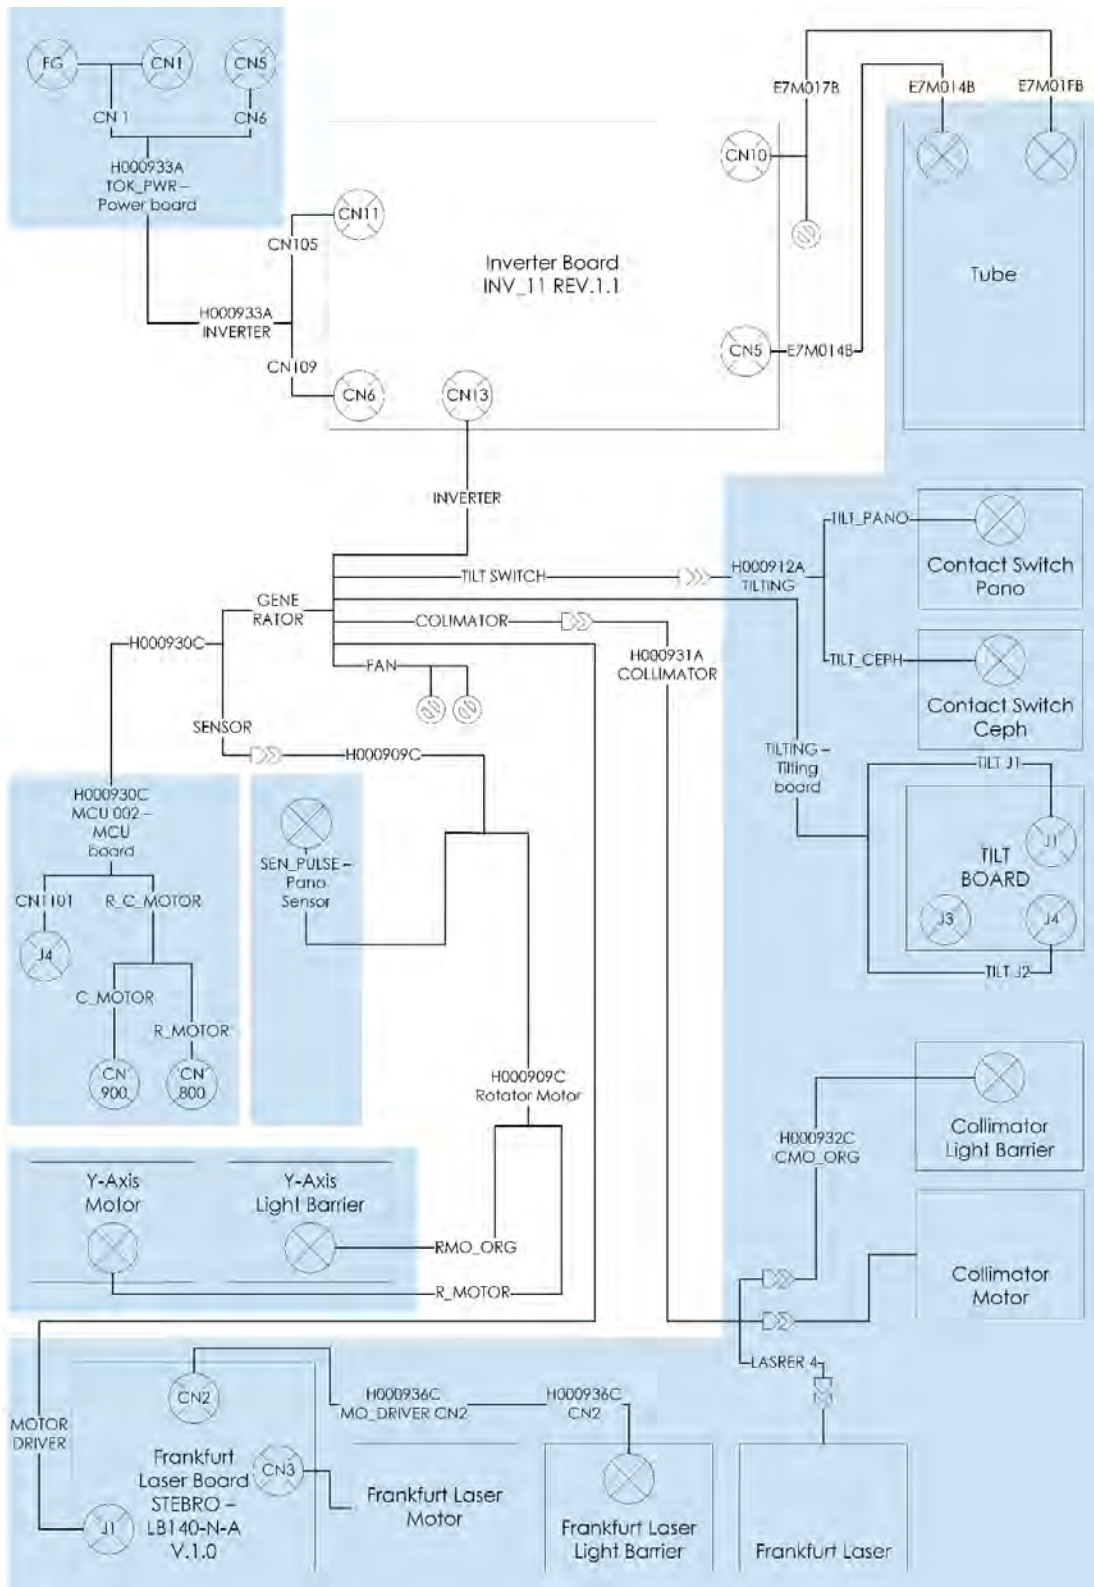 FG
CN1
CN5
CN 1
CN6
H000933A
TOK_PWR –
Power board
E7M017B
E7M014B
E7M01FB
CN10
CN11
CN105
Inverter Board
INV_11 REV.1.1
Tube
H000933A
INVERTER
CN5
E7M014B
CN109
CN6
CN13
INVERTER
TILT_PANO
Contact Switch
Pano
TILT SWITCH
H000912A
TILTING
GENE
RATOR
COLIMATOR
H000930C
H000931A
COLLIMATOR
TILT_CEPH
Contact Switch
Ceph
FAN
SENSOR
H000909C
TILTING –
Tilting
board
TILT J1
H000930C
MCU 002 –
MCU
board
J1
TILT
BOARD
SEN_PULSE –
Pano
Sensor
CN1101
R_C_MOTOR
J3
J4
J4
TILT J2
C_MOTOR
R_MOTOR
CN
900
CN
800
H000909C
Rotator Motor
H000932C
CMO_ORG
Collimator
Light Barrier
Y-Axis
Motor
Y-Axis
Light Barrier
RMO_ORG
R_MOTOR
Collimator
Motor
LASRER 4
CN2
H000936C
MO_DRIVER CN2
H000936C
CN2
MOTOR
DRIVER
Frankfurt
Laser Board
STEBRO –
LB140-N-A
V.1.0
CN3
J1
Frankfurt Laser
Motor
Frankfurt Laser
Light Barrier
Frankfurt Laser